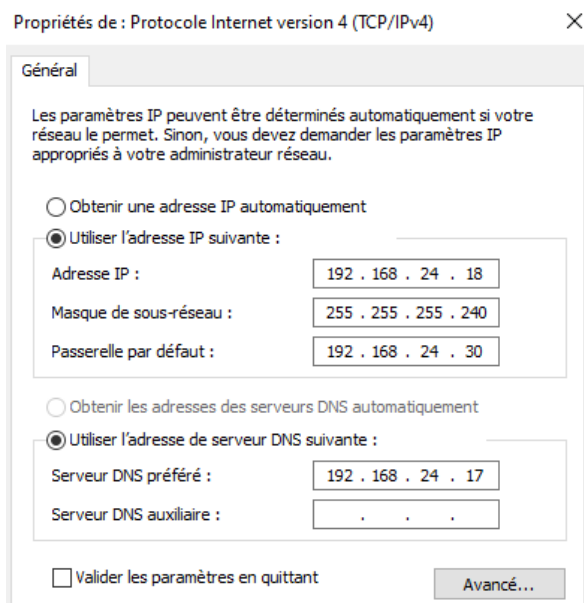 Propriétés de : Protocole Internet version 4 (TCP/IPv4)
Général
Les paramètres IP peuvent être déterminés automatiquement si votre
réseau le permet. Sinon, vous devez demander les paramètres IP
appropriés à votre administrateur réseau.
Obtenir une adresse IP automatiquement
Utiliser l'adresse IP suivante :
Adresse IP : 192 . 168 . 24 . 18
Masque de sous-réseau : 255 . 255 . 255 . 240
Passerelle par défaut : 192 . 168 . 24 . 30
Obtenir les adresses des serveurs DNS automatiquement
Utiliser l'adresse de serveur DNS suivante :
Serveur DNS préféré : 192 . 168 . 24 . 17
Serveur DNS auxiliaire : . . .
Valider les paramètres en quittant Avancé...